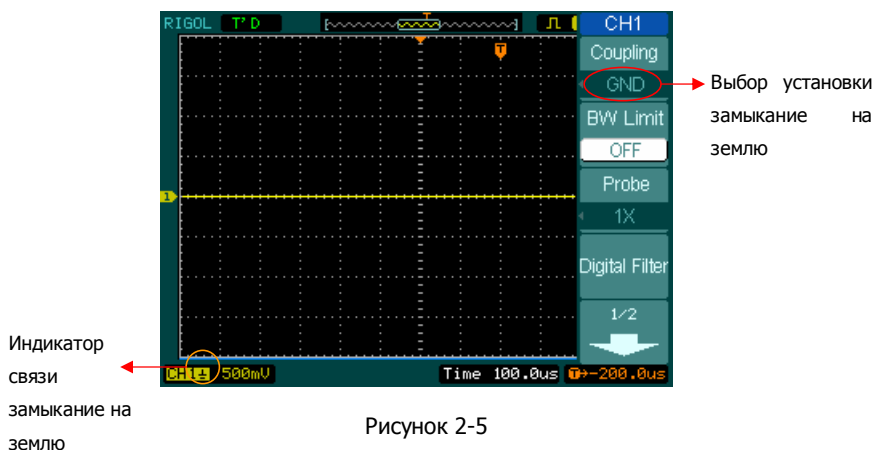 RIGOL T'D T CH1
T
Coupling
GND
BW Limit
OFF
Probe
1
1X
Digital Filter
1/2
CH1 500mV Time 100.0us T→-200.0us
Выбор установки
замыкание на
землю
Индикатор
связи
замыкание на
землю
Рисунок 2-5